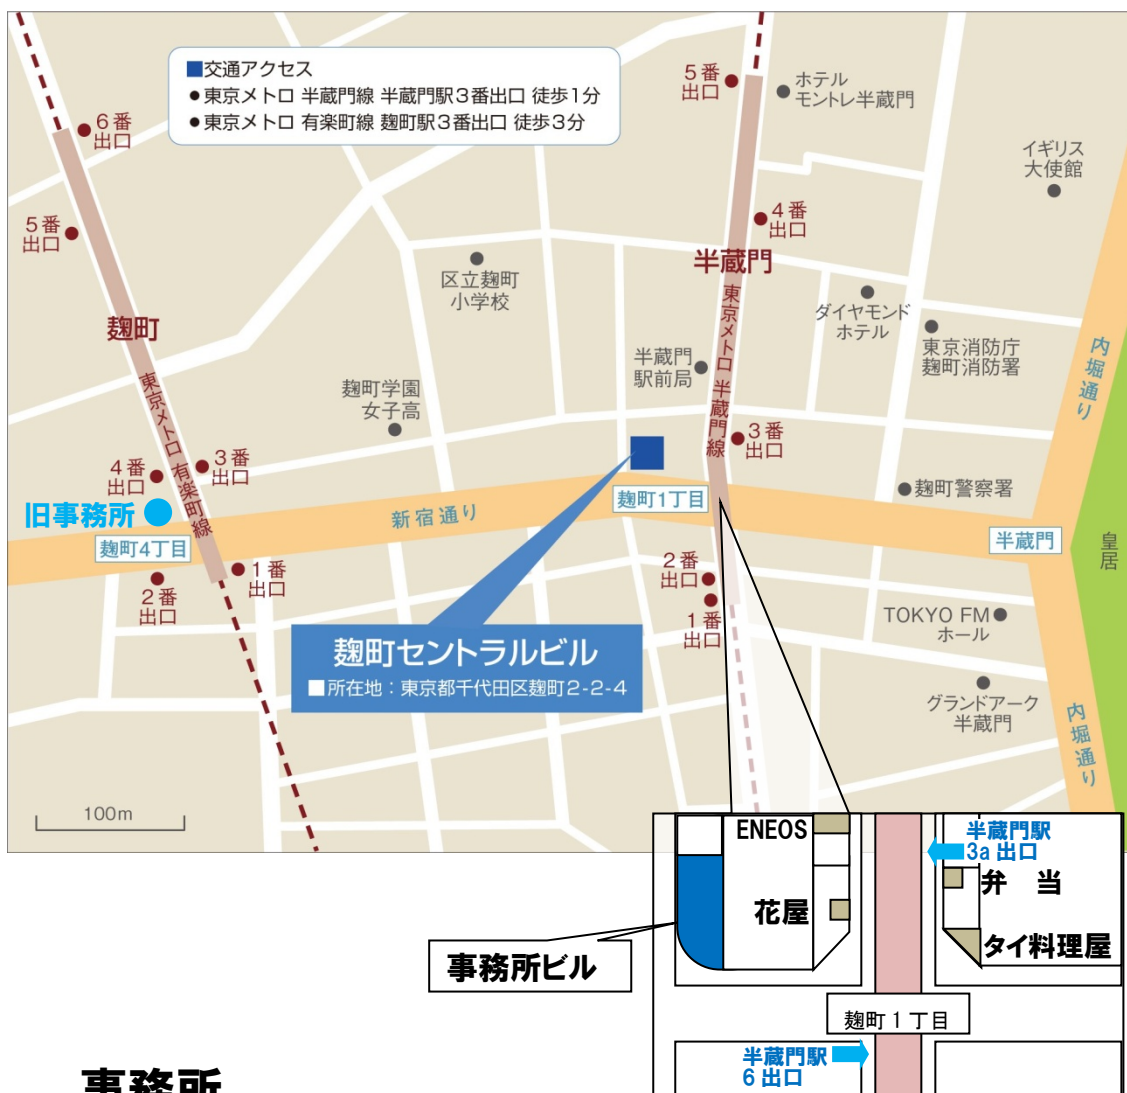 ■交通アクセス
●東京メトロ 半蔵門線 半蔵門駅3番出口 徒歩1分
●東京メトロ 有楽町線 麹町駅3番出口 徒歩3分
5番
出口
ホテル
モントレ半蔵門
6番
出口
イギリス
大使館
5番
出口
4番
出口
区立麹町
小学校
半蔵門
ダイヤモンド
ホテル
麹町
東京消防庁
麹町消防署
内堀通り
半蔵門
駅前局
東京メトロ 半蔵門線
麹町学園
女子高
東京メトロ 有楽町線
3番
出口
3番
出口
4番
出口
麹町警察署
麹町1丁目
旧事務所
新宿通り
麹町4丁目
半蔵門
皇居
1番
出口
2番
出口
2番
出口
1番
出口
TOKYO FM
ホール
麹町セントラルビル
■所在地：東京都千代田区麹町2-2-4
グランドアーク
半蔵門
内堀通り
100m
ENEOS
半蔵門駅
3a 出口
弁 当
花屋
タイ料理屋
事務所ビル
麹町1丁目
半蔵門駅
6 出口
事務所